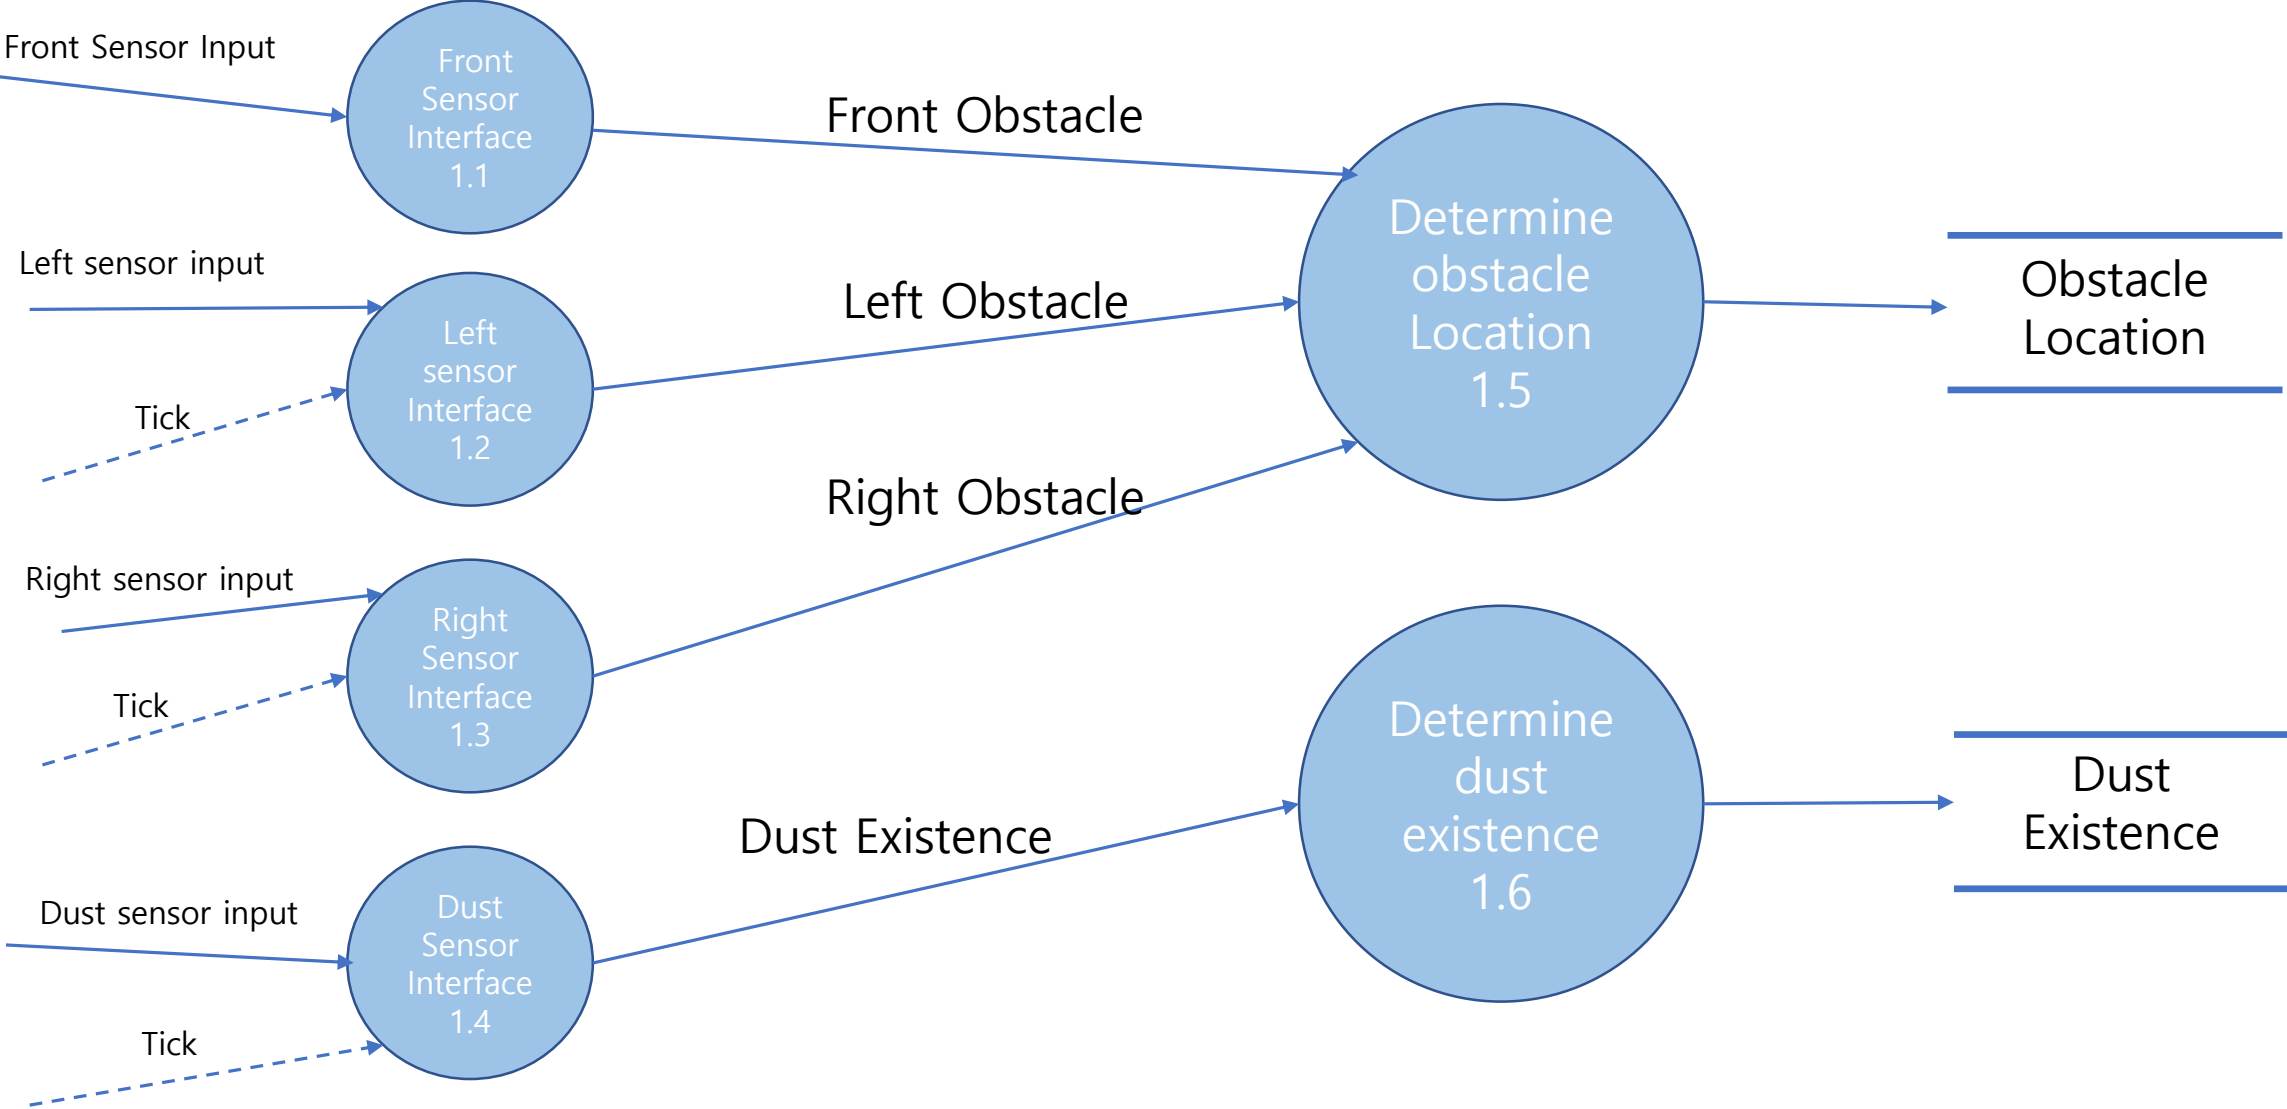 Front Sensor Input
Front
Sensor
Interface
1.1
Front Obstacle
Left sensor input
Tick
Left
sensor
Interface
1.2
Left Obstacle
Determine
obstacle
Location
1.5
Obstacle
Location
Right sensor input
Tick
Right
Sensor
Interface
1.3
Right Obstacle
Dust sensor input
Tick
Dust
Sensor
Interface
1.4
Dust Existence
Determine
dust
existence
1.6
Dust
Existence